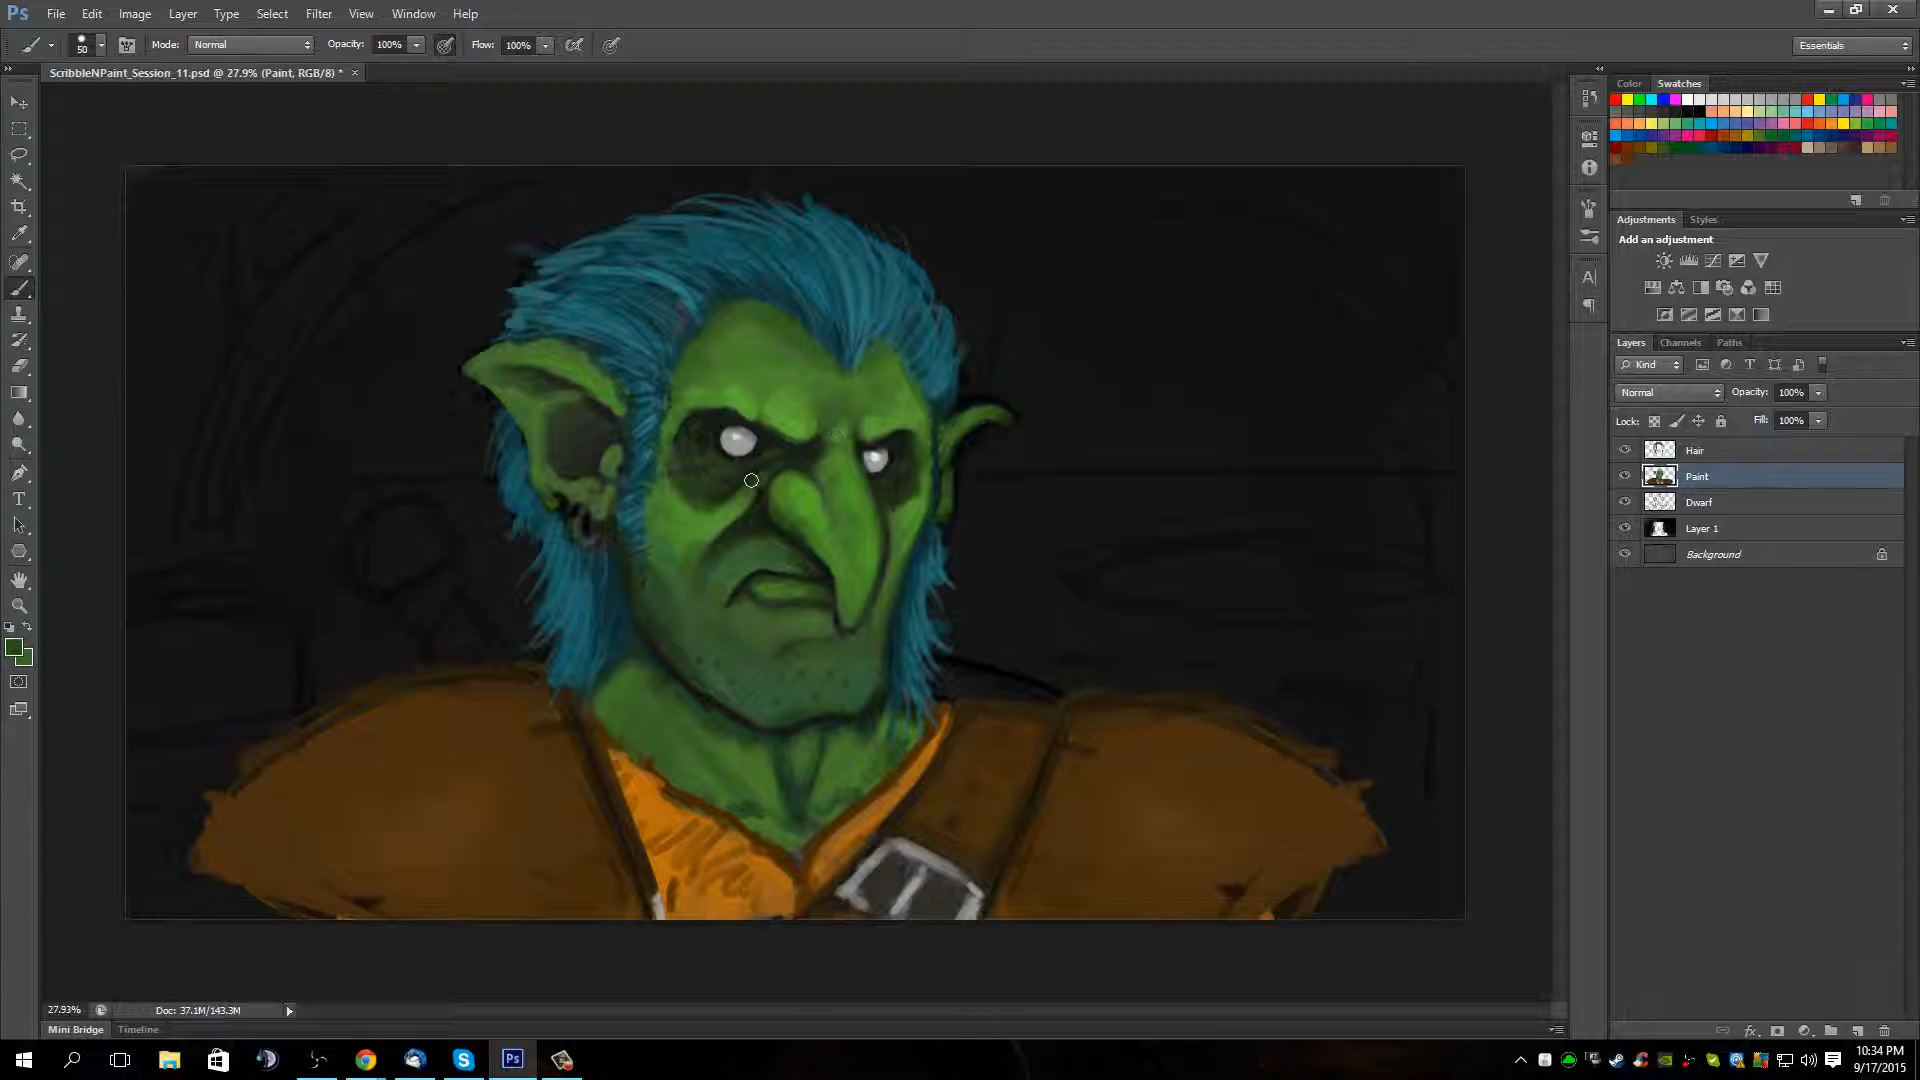 Ps File Edit Image Layer Type Select Filter View Window Help
50 Mode: Normal Opacity: 100% Flow: 100% Essentials
ScribbleNPaint_Session_11.psd @ 27.9% (Paint, RGB/8) * ×
Color Swatches
Adjustments Styles
Add an adjustment
Layers Channels Paths
Kind
Normal Opacity: 100%
Lock: Fill: 100%
Hair
Paint
Dwarf
Layer 1
Background
27.93% Doc: 37.1M/143.3M
fx
Mini Bridge Timeline
Ps
10:34 PM
9/17/2015